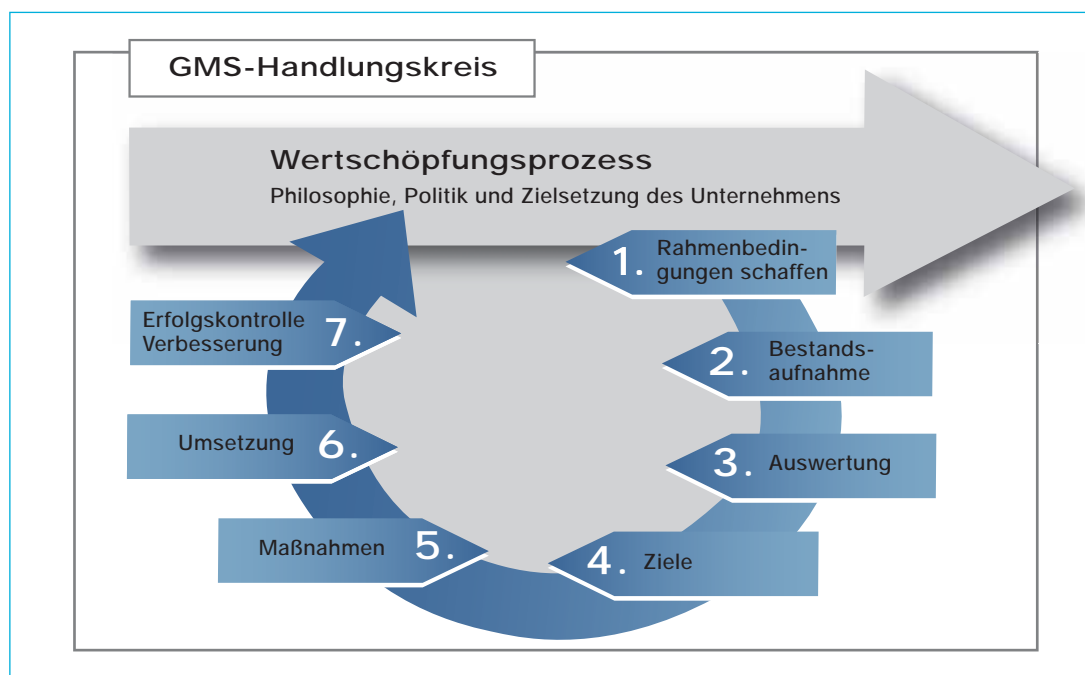 GMS-Handlungskreis
Wertschöpfungsprozess
Philosophie, Politik und Zielsetzung des Unternehmens
1. Rahmenbedin-
gungen schaffen
2. Bestands-
aufnahme
3. Auswertung
4. Ziele
Maßnahmen 5.
Umsetzung 6.
Erfolgskontrolle 7.
Verbesserung